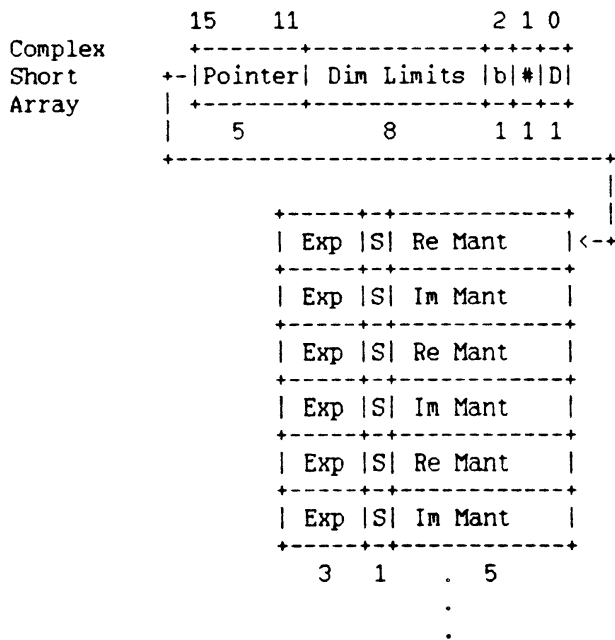 15    11              2 1 0
Complex       +-------+-------------+-+-+-+
Short       +-|Pointer| Dim Limits  |b|#|D|
Array       | +-------+-------------+-+-+-+
            |    5          8        1 1 1
            +--------------------------------+
                                             |
                    +-----+-+-------------+  |
                    | Exp |S| Re Mant     |<-+
                    +-----+-+-------------+
                    | Exp |S| Im Mant     |
                    +-----+-+-------------+
                    | Exp |S| Re Mant     |
                    +-----+-+-------------+
                    | Exp |S| Im Mant     |
                    +-----+-+-------------+
                    | Exp |S| Re Mant     |
                    +-----+-+-------------+
                    | Exp |S| Im Mant     |
                    +-----+-+-------------+
                       3   1    .  5
                                .
                                .